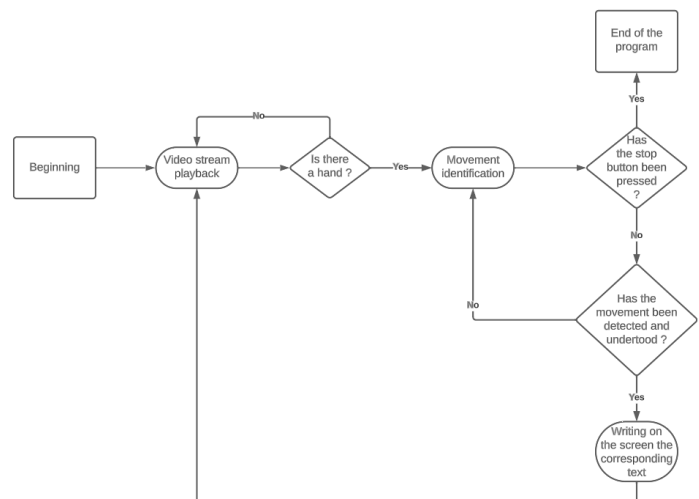 End of the
program
Yes
No
Beginning
Video stream
playback
Is there
a hand ?
Yes
Movement
identification
Has
the stop
button been
pressed
?
No
No
Has the
movement been
detected and
undertood ?
Yes
Writing on
the screen the
corresponding
text